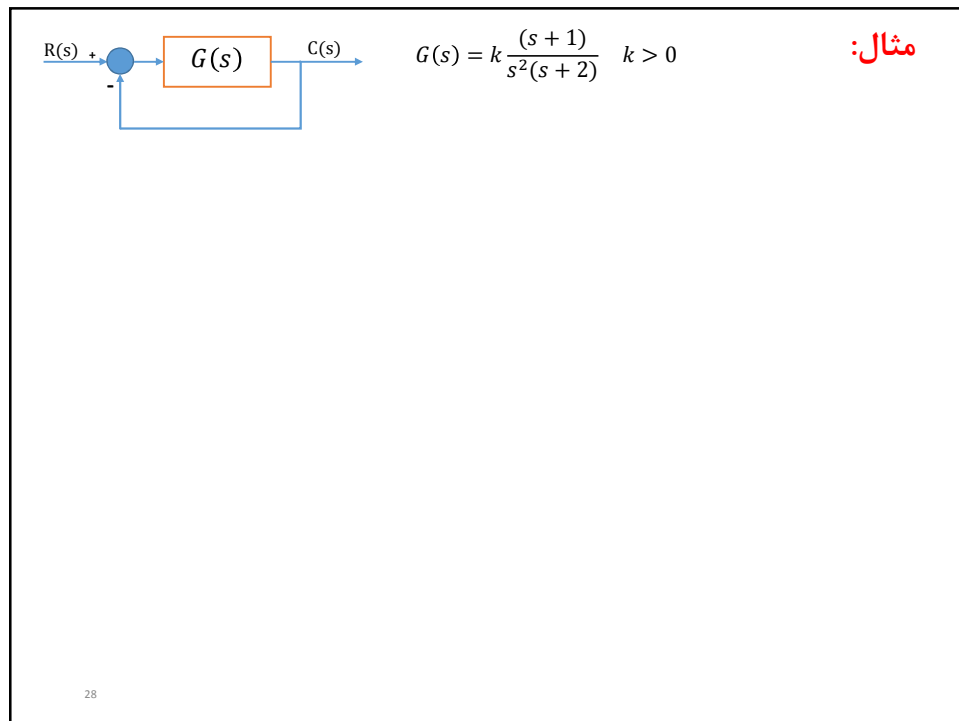 مثال:
G(s) = k (s + 1) / s²(s + 2)   k > 0
R(s) + G(s) C(s)
-
28